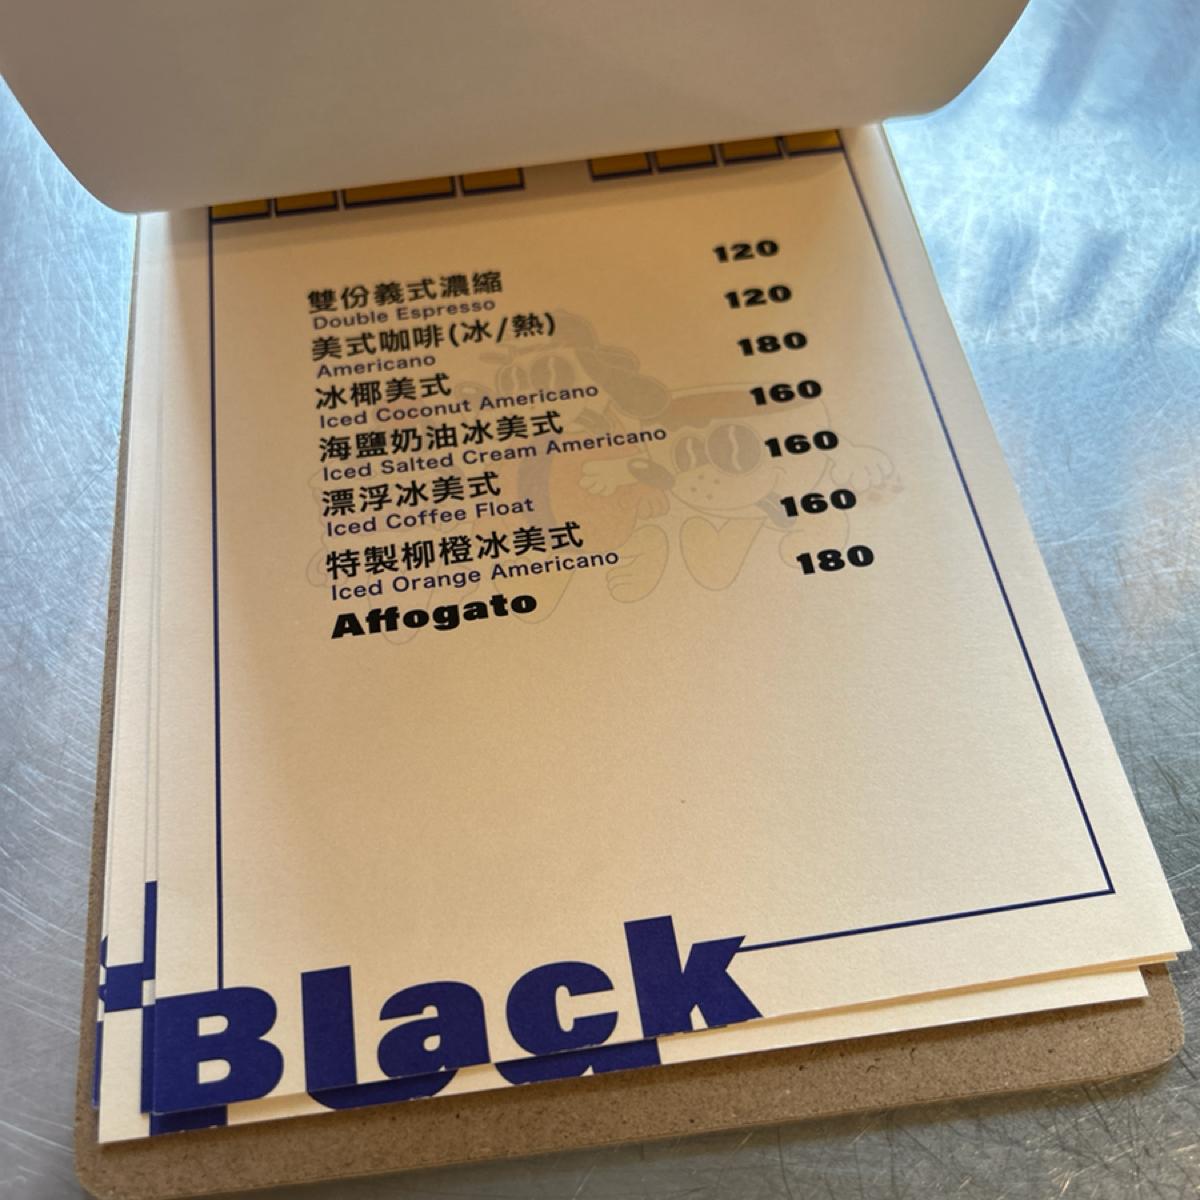 雙份義式濃縮 120
Double Espresso
美式咖啡(冰/熱) 120
Americano
冰椰美式 180
Iced Coconut Americano
海鹽奶油冰美式 160
Iced Salted Cream Americano
漂浮冰美式 160
Iced Coffee Float
特製柳橙冰美式 160
Iced Orange Americano
Affogato 180
Black